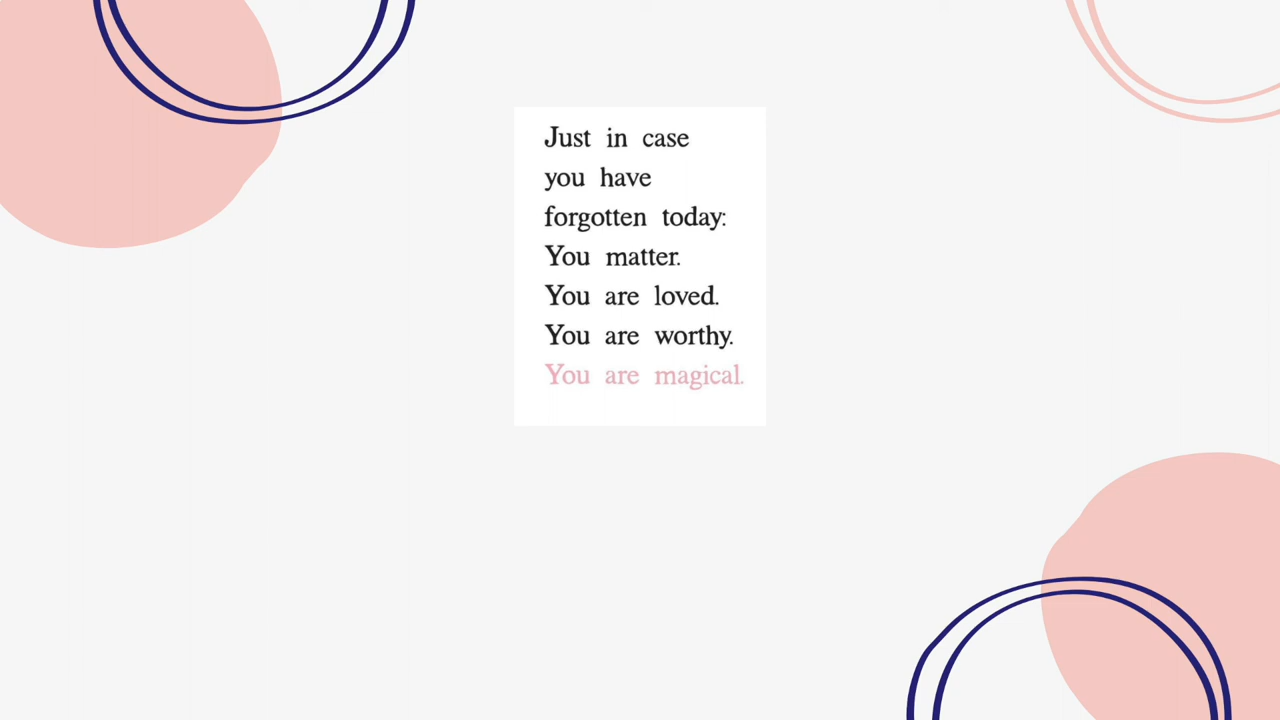 Just in case
you have
forgotten today:
You matter.
You are loved.
You are worthy.
You are magical.